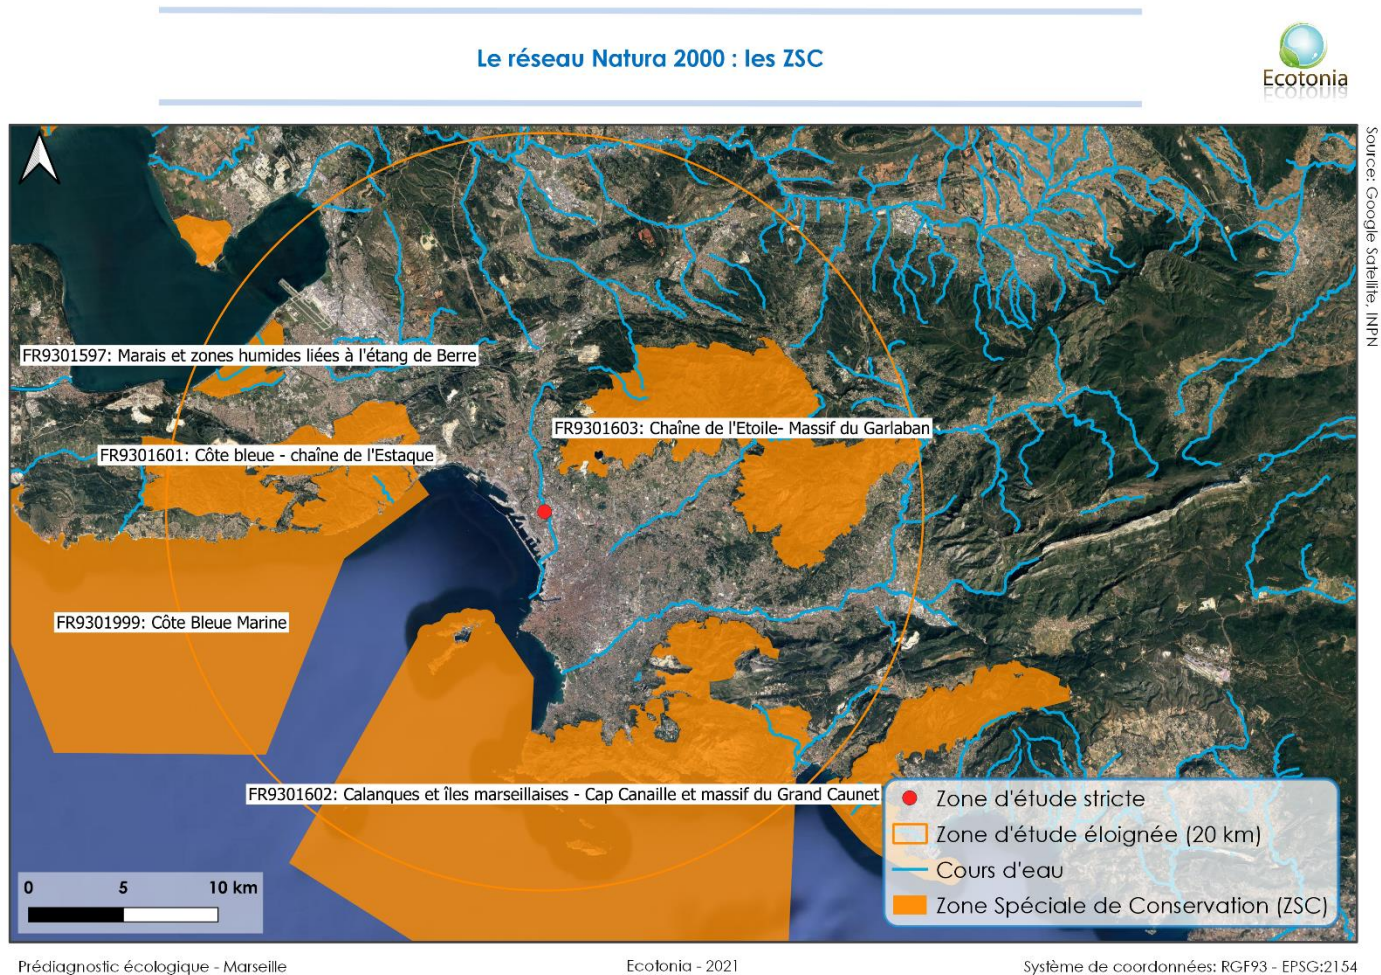 Le réseau Natura 2000 : les ZSC
Ecotonia
Source: Google Satellite, INPN
FR9301597: Marais et zones humides liées à l'étang de Berre
FR9301603: Chaîne de l'Etoile- Massif du Garlaban
FR9301601: Côte bleue - chaîne de l'Estaque
FR9301999: Côte Bleue Marine
FR9301602: Calanques et îles marseillaises - Cap Canaille et massif du Grand Caunet
Zone d'étude stricte
Zone d'étude éloignée (20 km)
Cours d'eau
Zone Spéciale de Conservation (ZSC)
0 5 10 km
Prédiagnostic écologique - Marseille
Ecotonia - 2021
Système de coordonnées: RGF93 - EPSG:2154